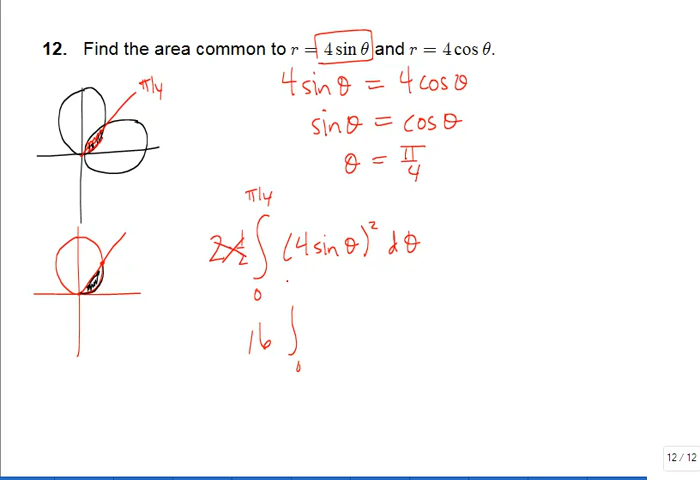 12. Find the area common to r = 4 sin θ and r = 4 cos θ.
π/4
4 sin θ = 4 cos θ
sin θ = cos θ
θ = π/4
π/4
2 × 1/2 ∫ (4 sin θ)² dθ
0
16 ∫
0
12 / 12